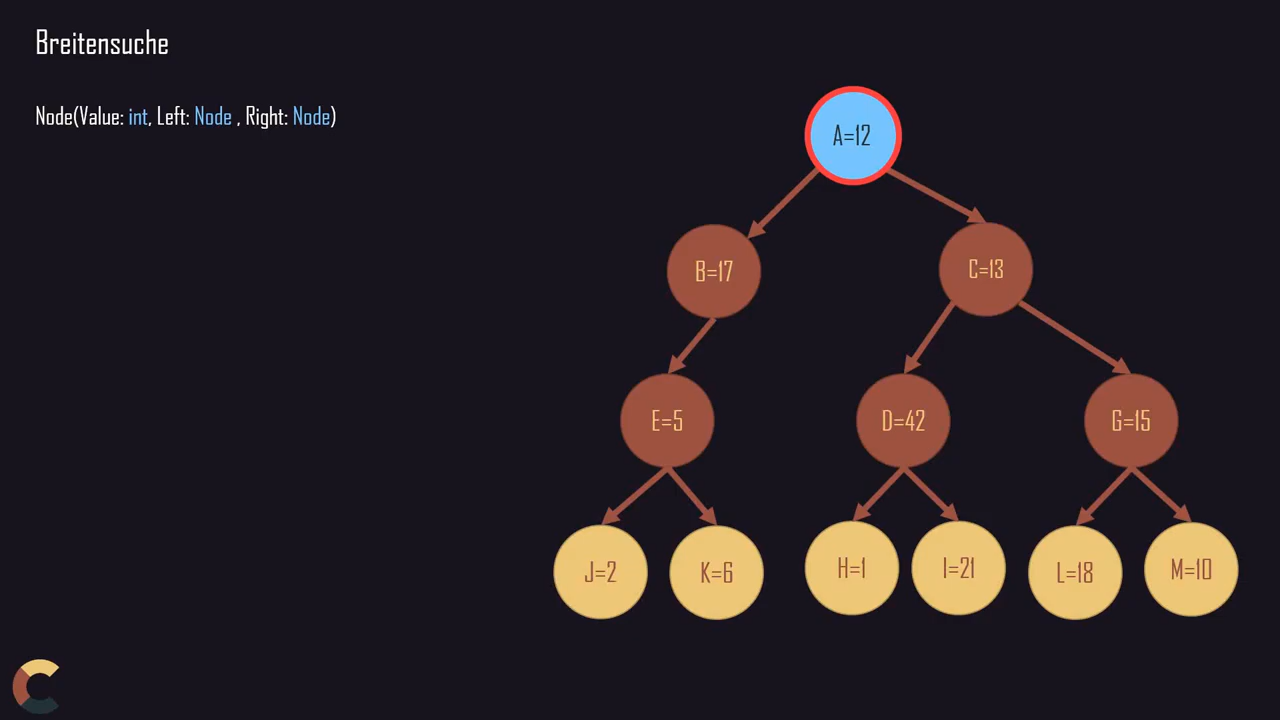 Breitensuche
Node(Value: int, Left: Node , Right: Node)
A=12
B=17
C=13
E=5
D=42
G=15
J=2
K=6
H=1
I=21
L=18
M=10